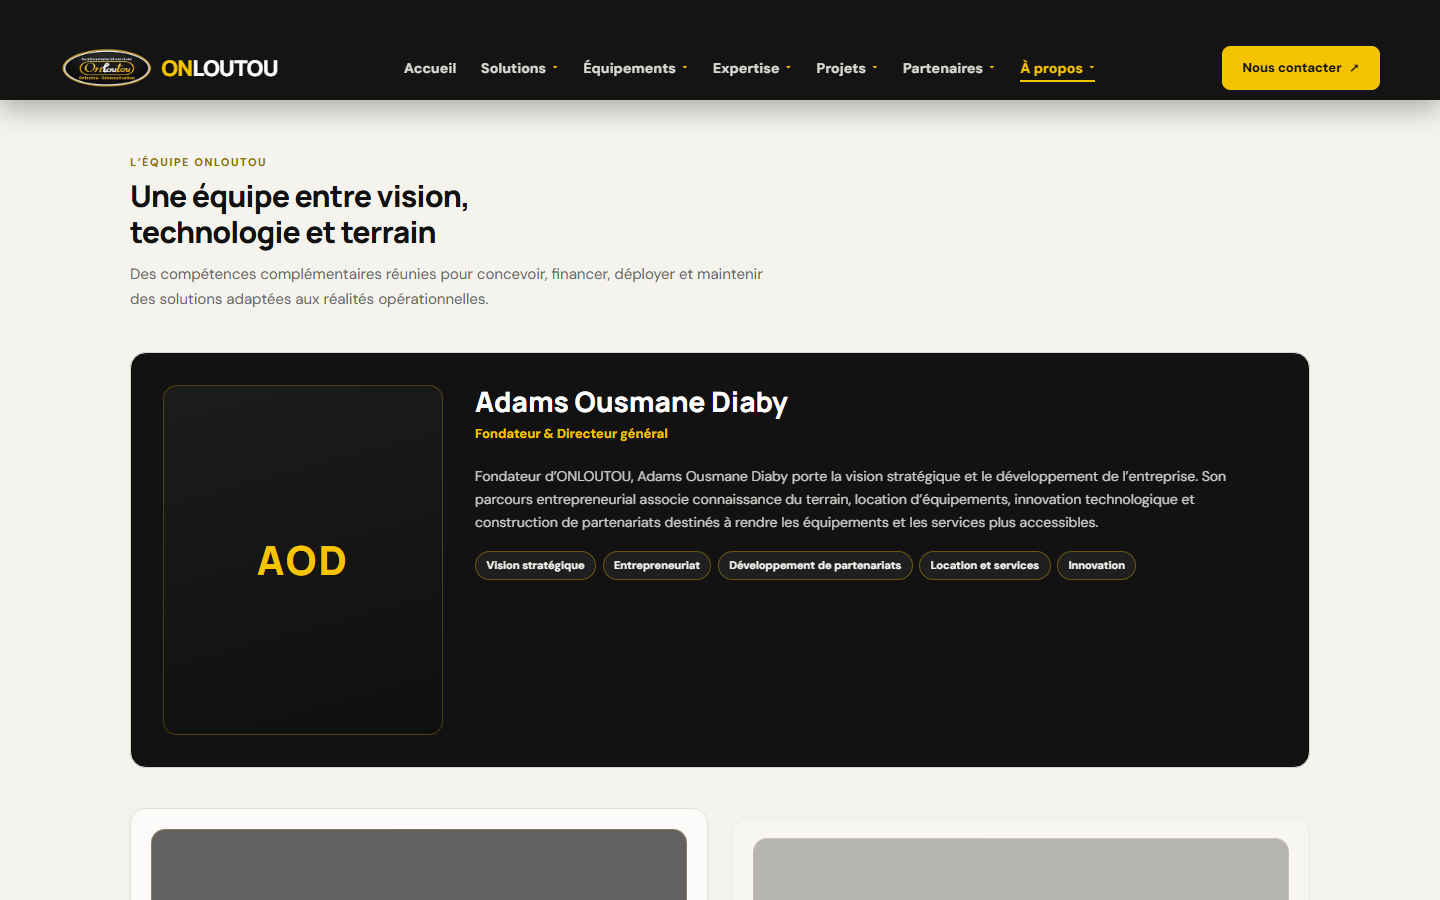 Onloutou
ONLOUTOU
Accueil
Solutions
Équipements
Expertise
Projets
Partenaires
À propos
Nous contacter ↗
L’ÉQUIPE ONLOUTOU
Une équipe entre vision,
technologie et terrain
Des compétences complémentaires réunies pour concevoir, financer, déployer et maintenir
des solutions adaptées aux réalités opérationnelles.
AOD
Adams Ousmane Diaby
Fondateur & Directeur général
Fondateur d’ONLOUTOU, Adams Ousmane Diaby porte la vision stratégique et le développement de l’entreprise. Son
parcours entrepreneurial associe connaissance du terrain, location d’équipements, innovation technologique et
construction de partenariats destinés à rendre les équipements et les services plus accessibles.
Vision stratégique
Entrepreneuriat
Développement de partenariats
Location et services
Innovation